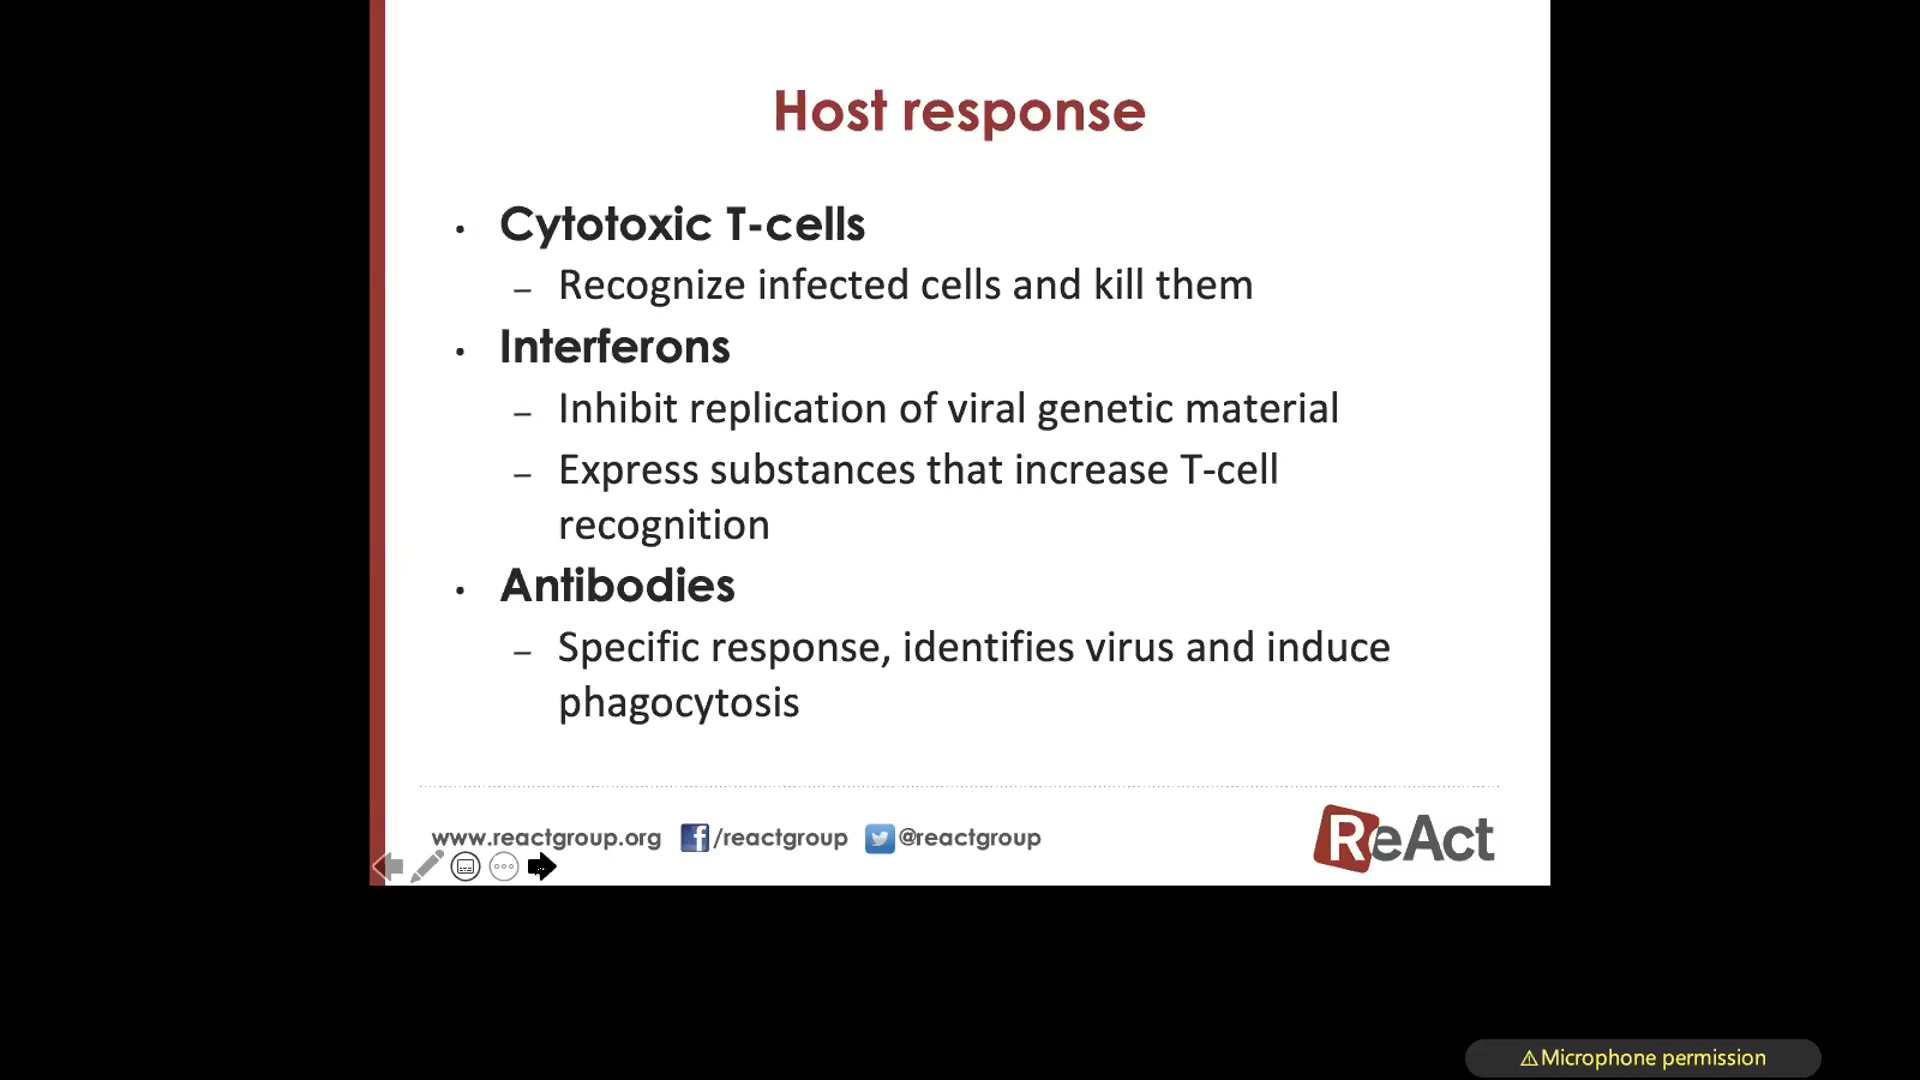 Host response
• Cytotoxic T-cells
– Recognize infected cells and kill them
• Interferons
– Inhibit replication of viral genetic material
– Express substances that increase T-cell
recognition
• Antibodies
– Specific response, identifies virus and induce
phagocytosis
www.reactgroup.org /reactgroup @reactgroup
ReAct
⚠Microphone permission